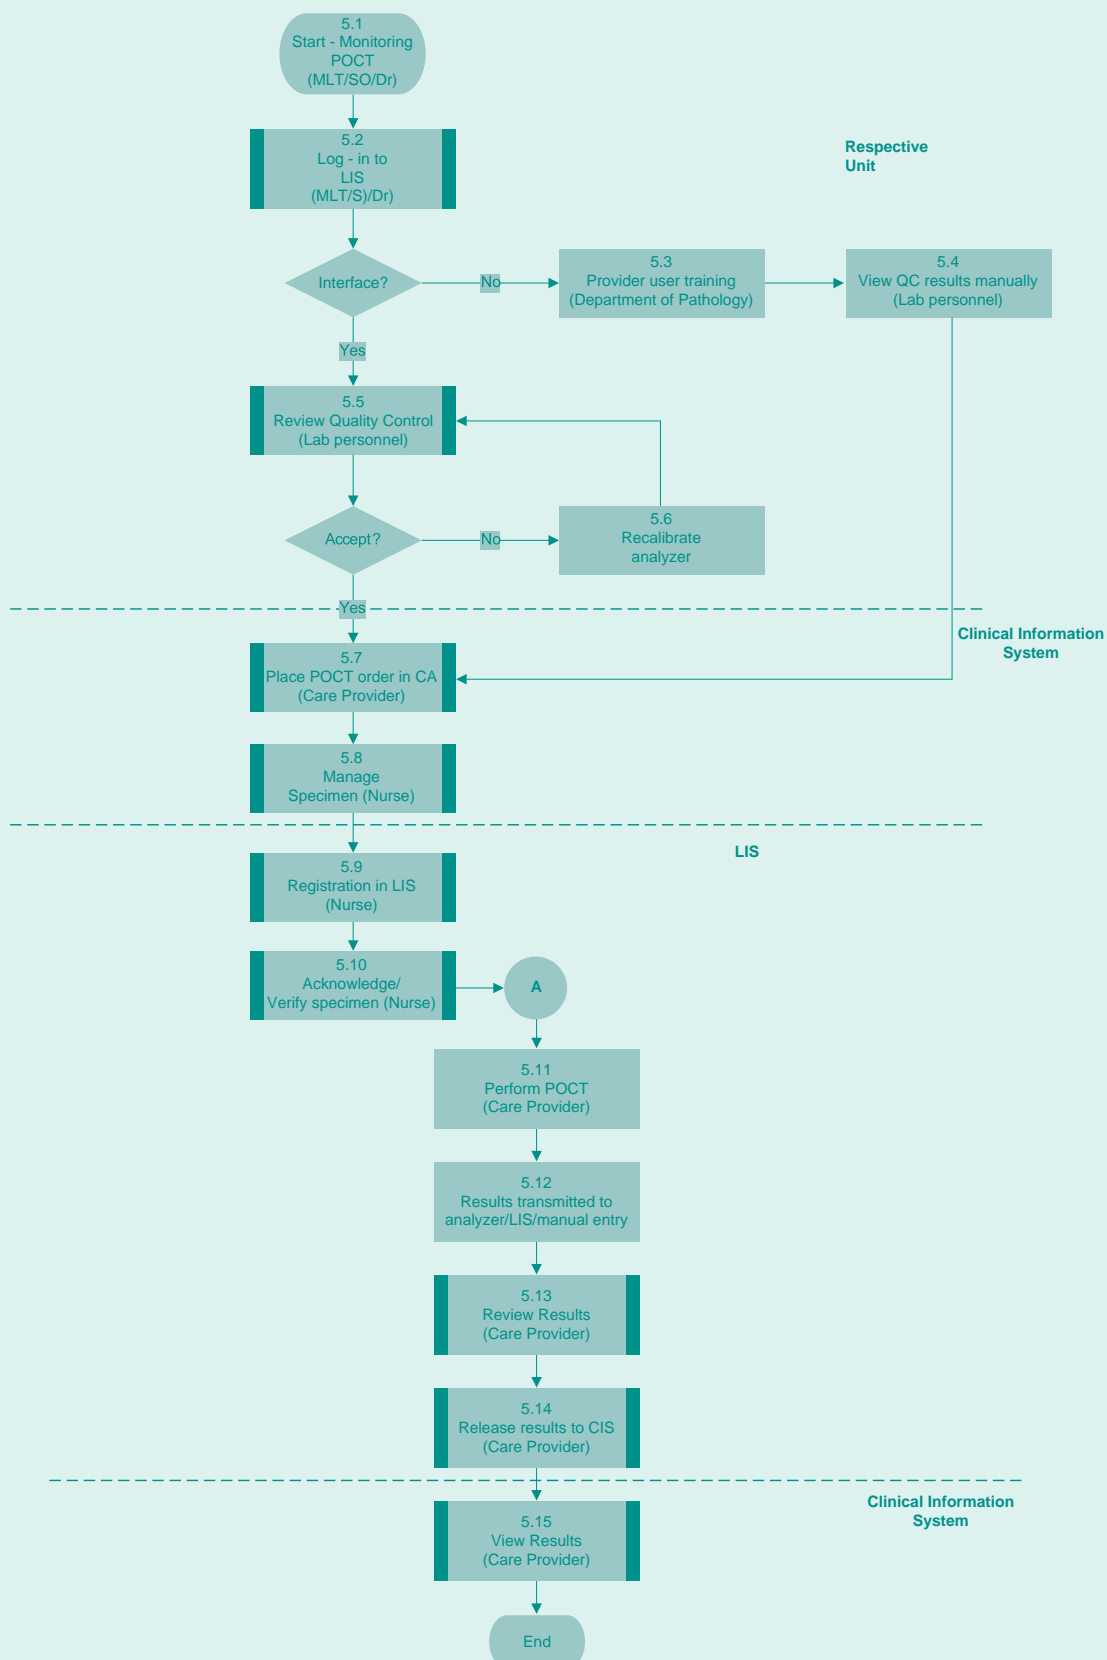 5.1
Start - Monitoring
POCT
(MLT/SO/Dr)
5.2
Log - in to
LIS
(MLT/S)/Dr)
Respective
Unit
Interface?
No
5.3
Provider user training
(Department of Pathology)
5.4
View QC results manually
(Lab personnel)
Yes
5.5
Review Quality Control
(Lab personnel)
Accept?
No
5.6
Recalibrate
analyzer
Yes
Clinical Information
System
5.7
Place POCT order in CA
(Care Provider)
5.8
Manage
Specimen (Nurse)
LIS
5.9
Registration in LIS
(Nurse)
5.10
Acknowledge/
Verify specimen (Nurse)
A
5.11
Perform POCT
(Care Provider)
5.12
Results transmitted to
analyzer/LIS/manual entry
5.13
Review Results
(Care Provider)
5.14
Release results to CIS
(Care Provider)
Clinical Information
System
5.15
View Results
(Care Provider)
End